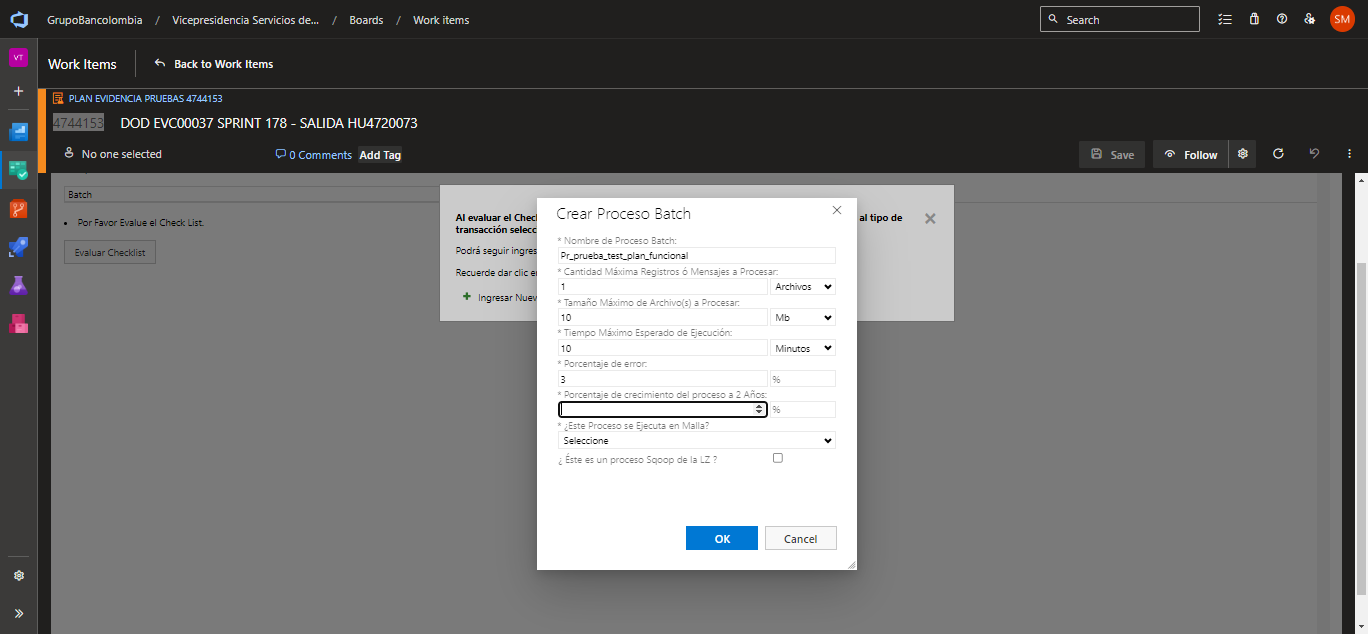 GrupoBancolombia / Vicepresidencia Servicios de... / Boards / Work items
Search
SM
VT
Work Items
Back to Work Items
PLAN EVIDENCIA PRUEBAS 4744153
4744153 DOD EVC00037 SPRINT 178 - SALIDA HU4720073
No one selected
0 Comments
Add Tag
Save
Follow
Batch
Por Favor Evalue el Check List.
Evaluar Checklist
Al evaluar el Chec
al tipo de
transacción selecc
Podrá seguir ingres
Recuerde dar clic e
Ingresar Nuev
Crear Proceso Batch
* Nombre de Proceso Batch:
Pr_prueba_test_plan_funcional
* Cantidad Máxima Registros ó Mensajes a Procesar:
1 Archivos
* Tamaño Máximo de Archivo(s) a Procesar:
10 Mb
* Tiempo Máximo Esperado de Ejecución:
10 Minutos
* Porcentaje de error:
3 %
* Porcentaje de crecimiento del proceso a 2 Años:
%
* ¿Este Proceso se Ejecuta en Malla?
Seleccione
¿ Éste es un proceso Sqoop de la LZ ?
OK
Cancel